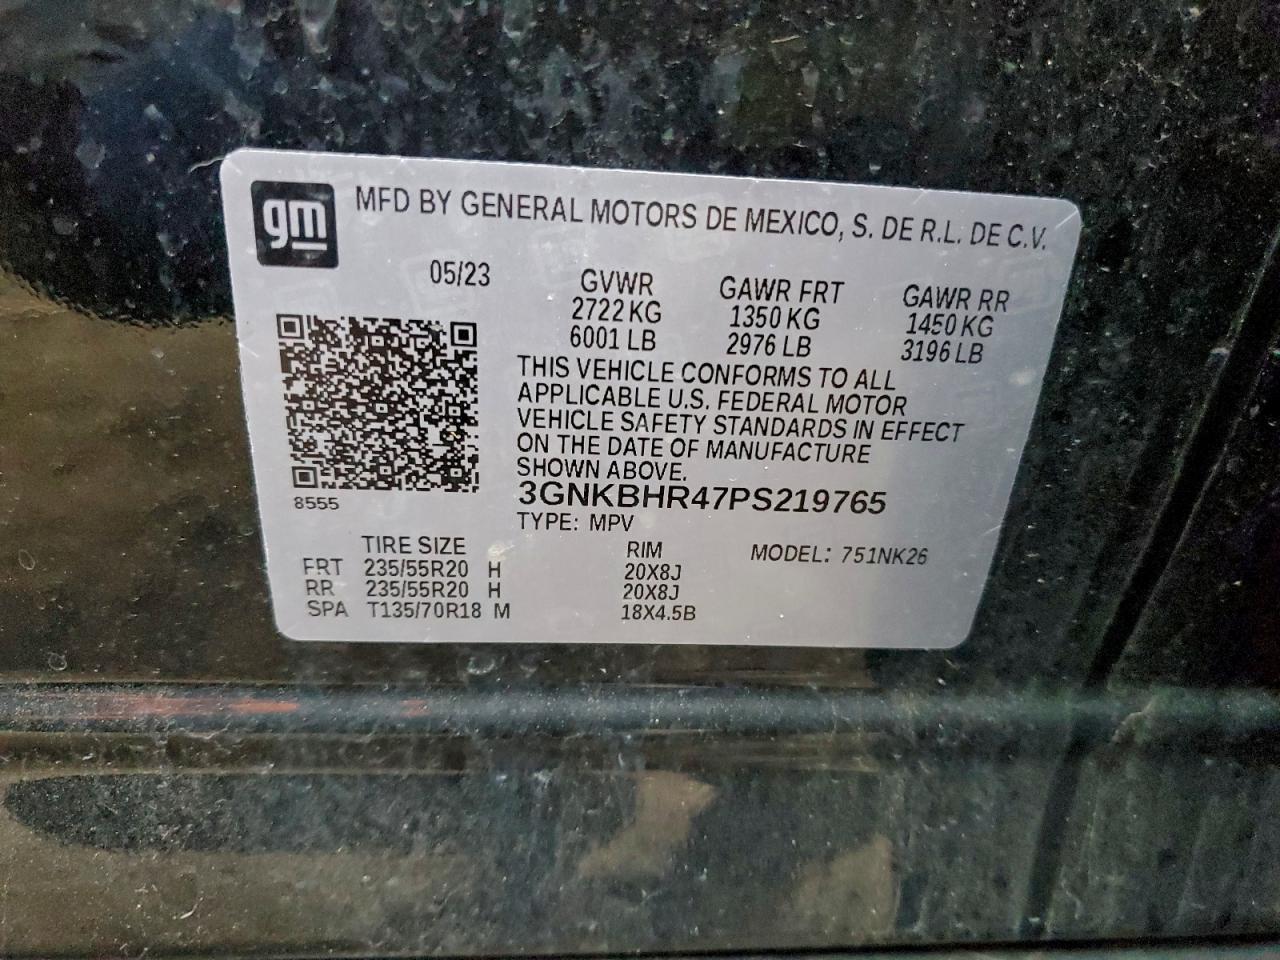 gm
MFD BY GENERAL MOTORS DE MEXICO, S. DE R.L. DE C.V.
05/23
GVWR GAWR FRT GAWR RR
2722 KG 1350 KG 1450 KG
6001 LB 2976 LB 3196 LB
THIS VEHICLE CONFORMS TO ALL
APPLICABLE U.S. FEDERAL MOTOR
VEHICLE SAFETY STANDARDS IN EFFECT
ON THE DATE OF MANUFACTURE
SHOWN ABOVE.
3GNKBHR47PS219765
8555
TYPE: MPV
TIRE SIZE RIM MODEL: 751NK26
FRT 235/55R20 H 20X8J
RR 235/55R20 H 20X8J
SPA T135/70R18 M 18X4.5B